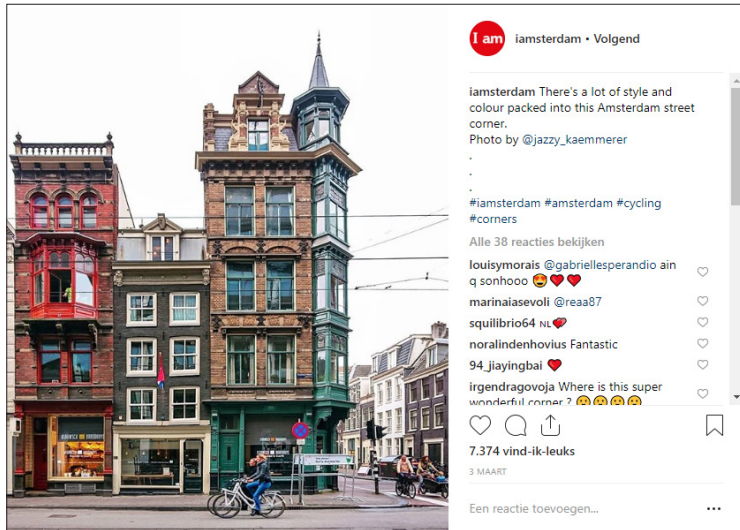 I am
iamsterdam • Volgend
iamsterdam There's a lot of style and
colour packed into this Amsterdam street
corner.
Photo by @jazzy_kaemmerer
.
.
.
#iamsterdam #amsterdam #cycling
#corners
Alle 38 reacties bekijken
louisymorais @gabriellesperandio ain
q sonhooo 😍❤️❤️
marinaiasevoli @reaa87
squilibrio64 NL💕
noralindenhovius Fantastic
94_jiayingbai ❤️
irgendragovoja Where is this super
wonderful corner ? 😮😮😮😮
7.374 vind-ik-leuks
3 MAART
Een reactie toevoegen...